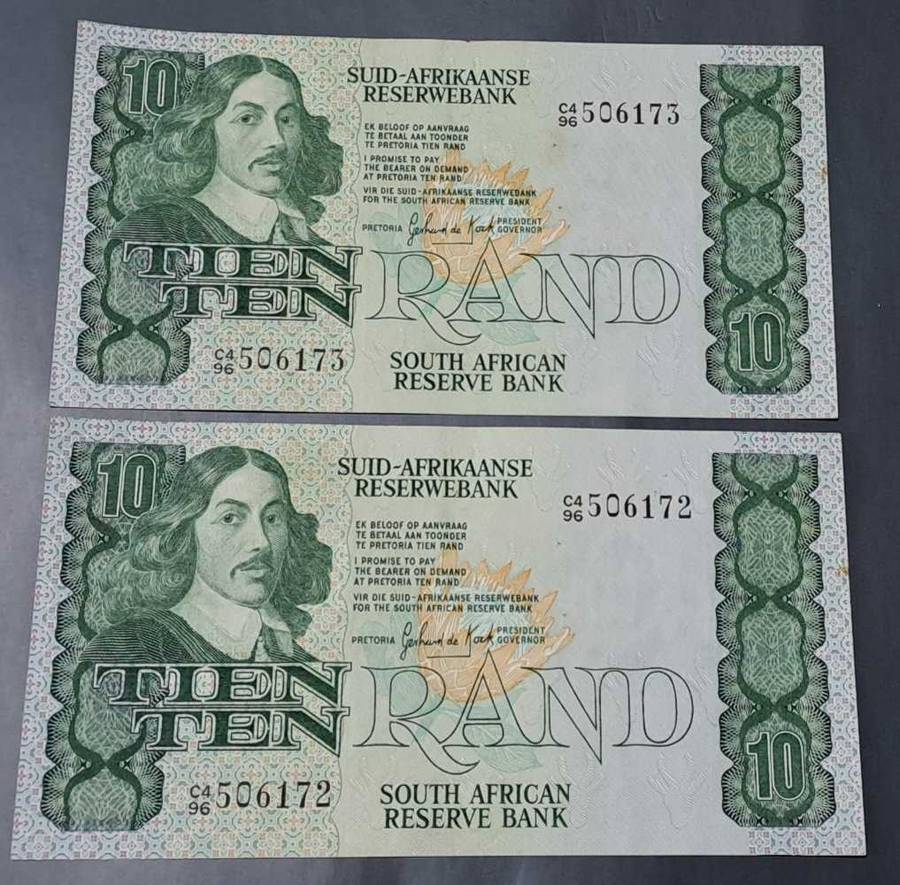 10
SUID-AFRIKAANSE
RESERWEBANK
C4
96 506173
EK BELOOF OP AANVRAAG
TE BETAAL AAN TOONDER
TE PRETORIA TIEN RAND
I PROMISE TO PAY
THE BEARER ON DEMAND
AT PRETORIA TEN RAND
VIR DIE SUID-AFRIKAANSE RESERWEBANK
FOR THE SOUTH AFRICAN RESERVE BANK
PRETORIA Gerhard de Kock PRESIDENT
GOVERNOR
TIEN
TEN RAND
10
C4
96 506173
SOUTH AFRICAN
RESERVE BANK
10
SUID-AFRIKAANSE
RESERWEBANK
C4
96 506172
EK BELOOF OP AANVRAAG
TE BETAAL AAN TOONDER
TE PRETORIA TIEN RAND
I PROMISE TO PAY
THE BEARER ON DEMAND
AT PRETORIA TEN RAND
VIR DIE SUID-AFRIKAANSE RESERWEBANK
FOR THE SOUTH AFRICAN RESERVE BANK
PRETORIA Gerhard de Kock PRESIDENT
GOVERNOR
TIEN
TEN RAND
10
C4
96 506172
SOUTH AFRICAN
RESERVE BANK